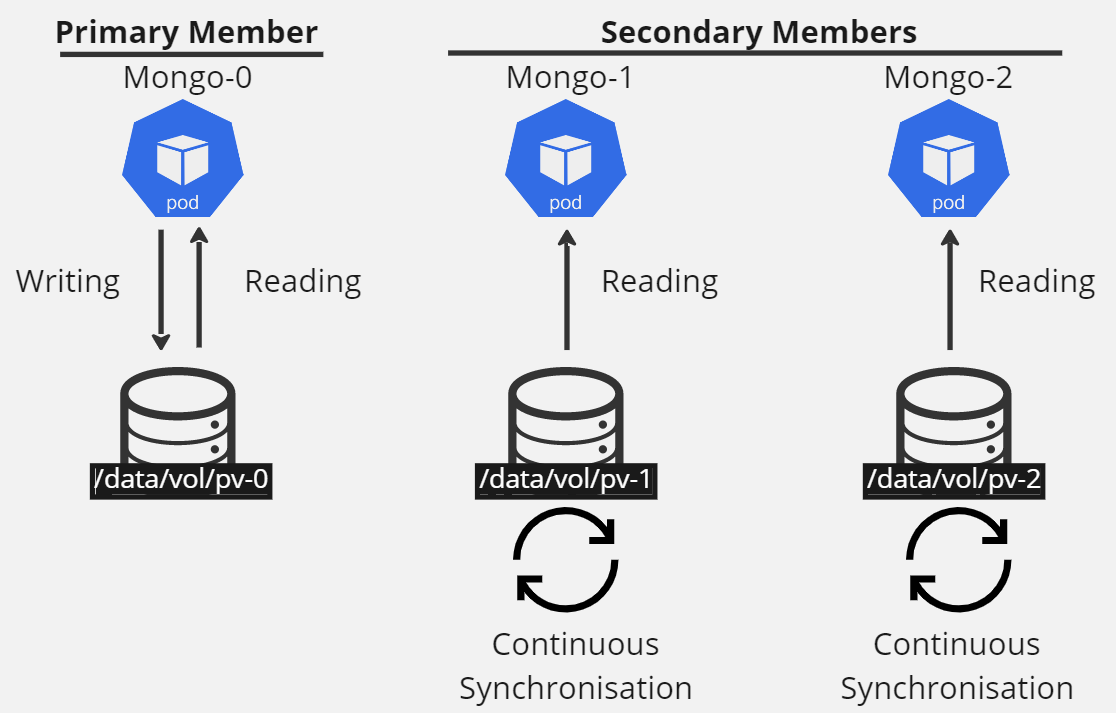 Primary Member
Secondary Members
Mongo-0
Mongo-1
Mongo-2
pod
pod
pod
Writing
Reading
Reading
Reading
/data/vol/pv-0
/data/vol/pv-1
/data/vol/pv-2
Continuous
Synchronisation
Continuous
Synchronisation